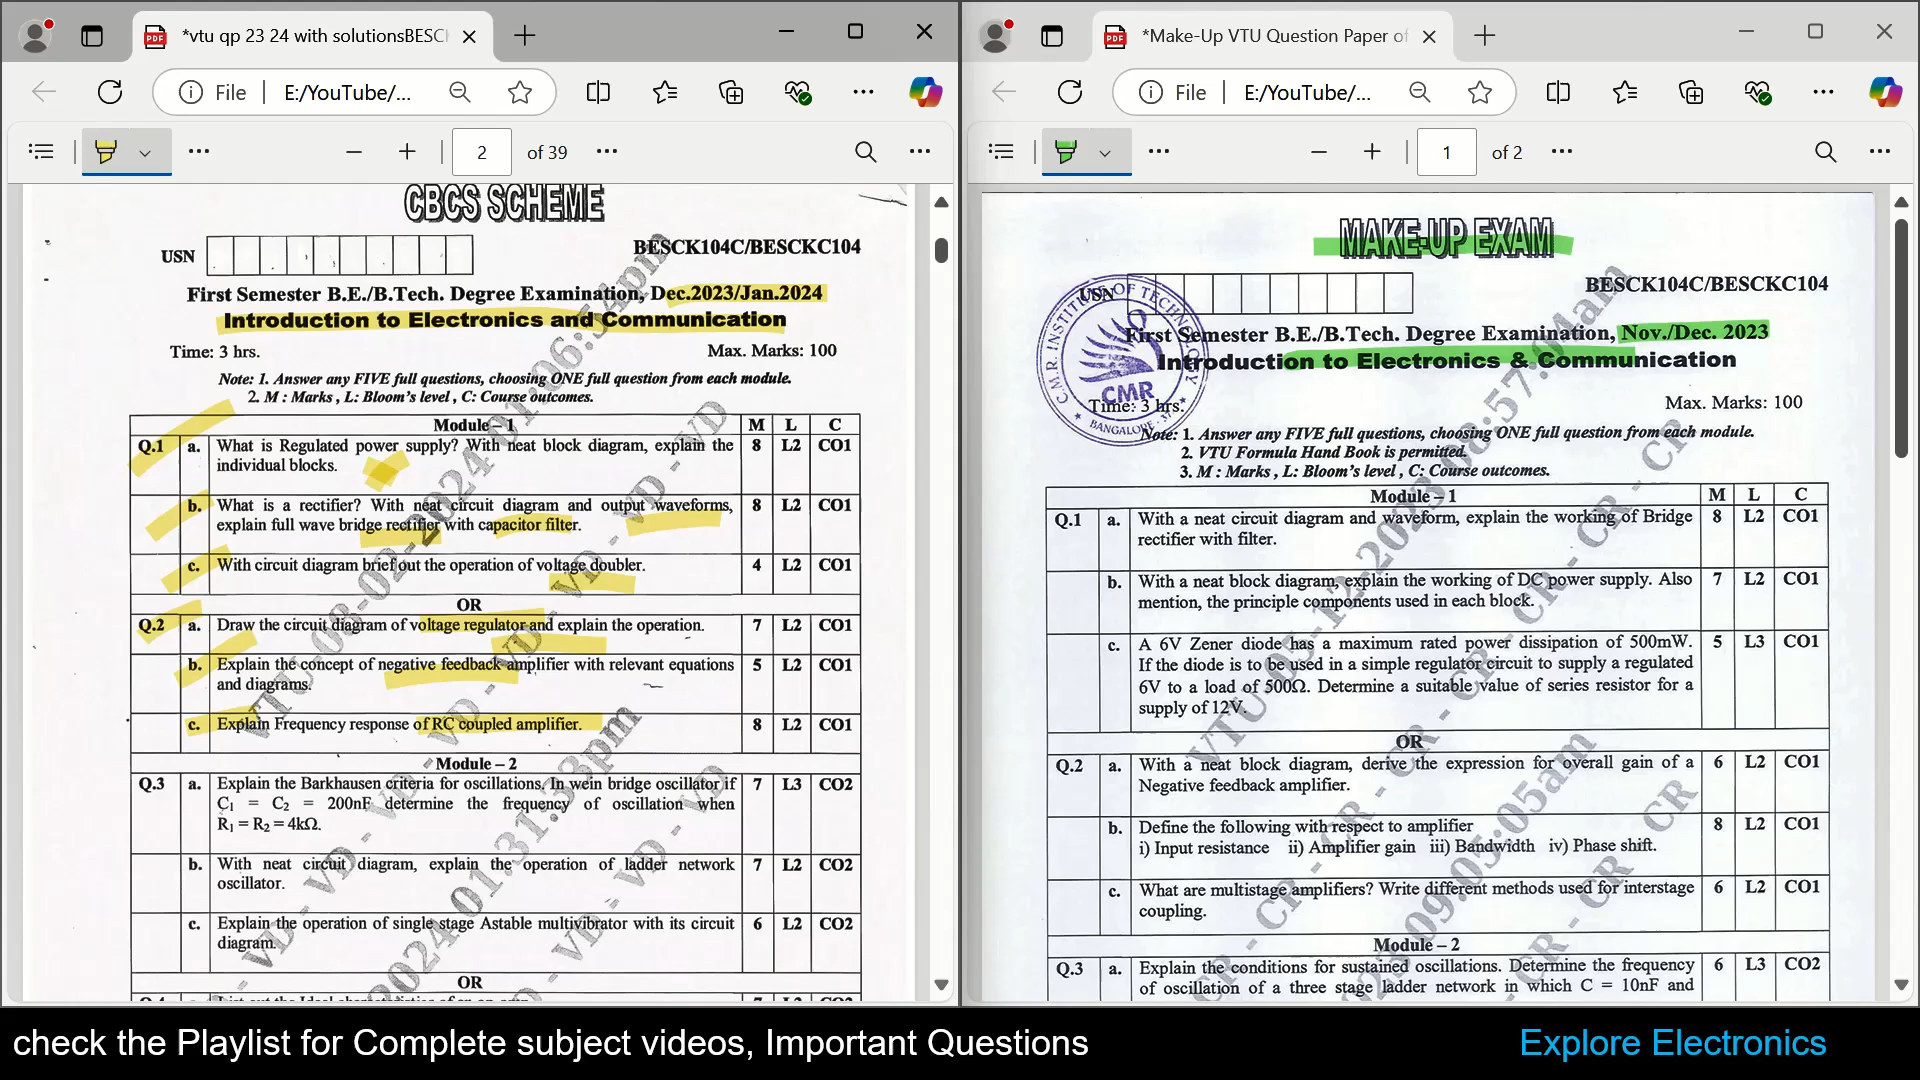 *vtu qp 23 24 with solutionsBESC
File
E:/YouTube/...
2 of 39
CBCS SCHEME
USN
BESCK104C/BESCKC104
First Semester B.E./B.Tech. Degree Examination, Dec.2023/Jan.2024
Introduction to Electronics and Communication
Time: 3 hrs. Max. Marks: 100
Note: 1. Answer any FIVE full questions, choosing ONE full question from each module.
2. M : Marks , L: Bloom's level , C: Course outcomes.
Module – 1 M L C
Q.1 a. What is Regulated power supply? With neat block diagram, explain the 8 L2 CO1
individual blocks.
b. What is a rectifier? With neat circuit diagram and output waveforms, 8 L2 CO1
explain full wave bridge rectifier with capacitor filter.
c. With circuit diagram brief out the operation of voltage doubler. 4 L2 CO1
OR
Q.2 a. Draw the circuit diagram of voltage regulator and explain the operation. 7 L2 CO1
b. Explain the concept of negative feedback amplifier with relevant equations 5 L2 CO1
and diagrams.
c. Explain Frequency response of RC coupled amplifier. 8 L2 CO1
Module – 2
Q.3 a. Explain the Barkhausen criteria for oscillations. In wein bridge oscillator if 7 L3 CO2
C₁ = C₂ = 200nF determine the frequency of oscillation when
R₁ = R₂ = 4kΩ.
b. With neat circuit diagram, explain the operation of ladder network 7 L2 CO2
oscillator.
c. Explain the operation of single stage Astable multivibrator with its circuit 6 L2 CO2
diagram.
OR
*Make-Up VTU Question Paper of
File
E:/YouTube/...
1 of 2
MAKE-UP EXAM
USN
BESCK104C/BESCKC104
First Semester B.E./B.Tech. Degree Examination, Nov./Dec. 2023
Introduction to Electronics & Communication
C.M.R. INSTITUTE OF TECHNOLOGY
CMR
BANGALORE - 37
Time: 3 hrs. Max. Marks: 100
Note: 1. Answer any FIVE full questions, choosing ONE full question from each module.
2. VTU Formula Hand Book is permitted.
3. M : Marks , L: Bloom's level , C: Course outcomes.
Module – 1 M L C
Q.1 a. With a neat circuit diagram and waveform, explain the working of Bridge 8 L2 CO1
rectifier with filter.
b. With a neat block diagram, explain the working of DC power supply. Also 7 L2 CO1
mention, the principle components used in each block.
c. A 6V Zener diode has a maximum rated power dissipation of 500mW. 5 L3 CO1
If the diode is to be used in a simple regulator circuit to supply a regulated
6V to a load of 500Ω. Determine a suitable value of series resistor for a
supply of 12V.
OR
Q.2 a. With a neat block diagram, derive the expression for overall gain of a 6 L2 CO1
Negative feedback amplifier.
b. Define the following with respect to amplifier 8 L2 CO1
i) Input resistance ii) Amplifier gain iii) Bandwidth iv) Phase shift.
c. What are multistage amplifiers? Write different methods used for interstage 6 L2 CO1
coupling.
Module – 2
Q.3 a. Explain the conditions for sustained oscillations. Determine the frequency 6 L3 CO2
of oscillation of a three stage ladder network in which C = 10nF and
check the Playlist for Complete subject videos, Important Questions
Explore Electronics